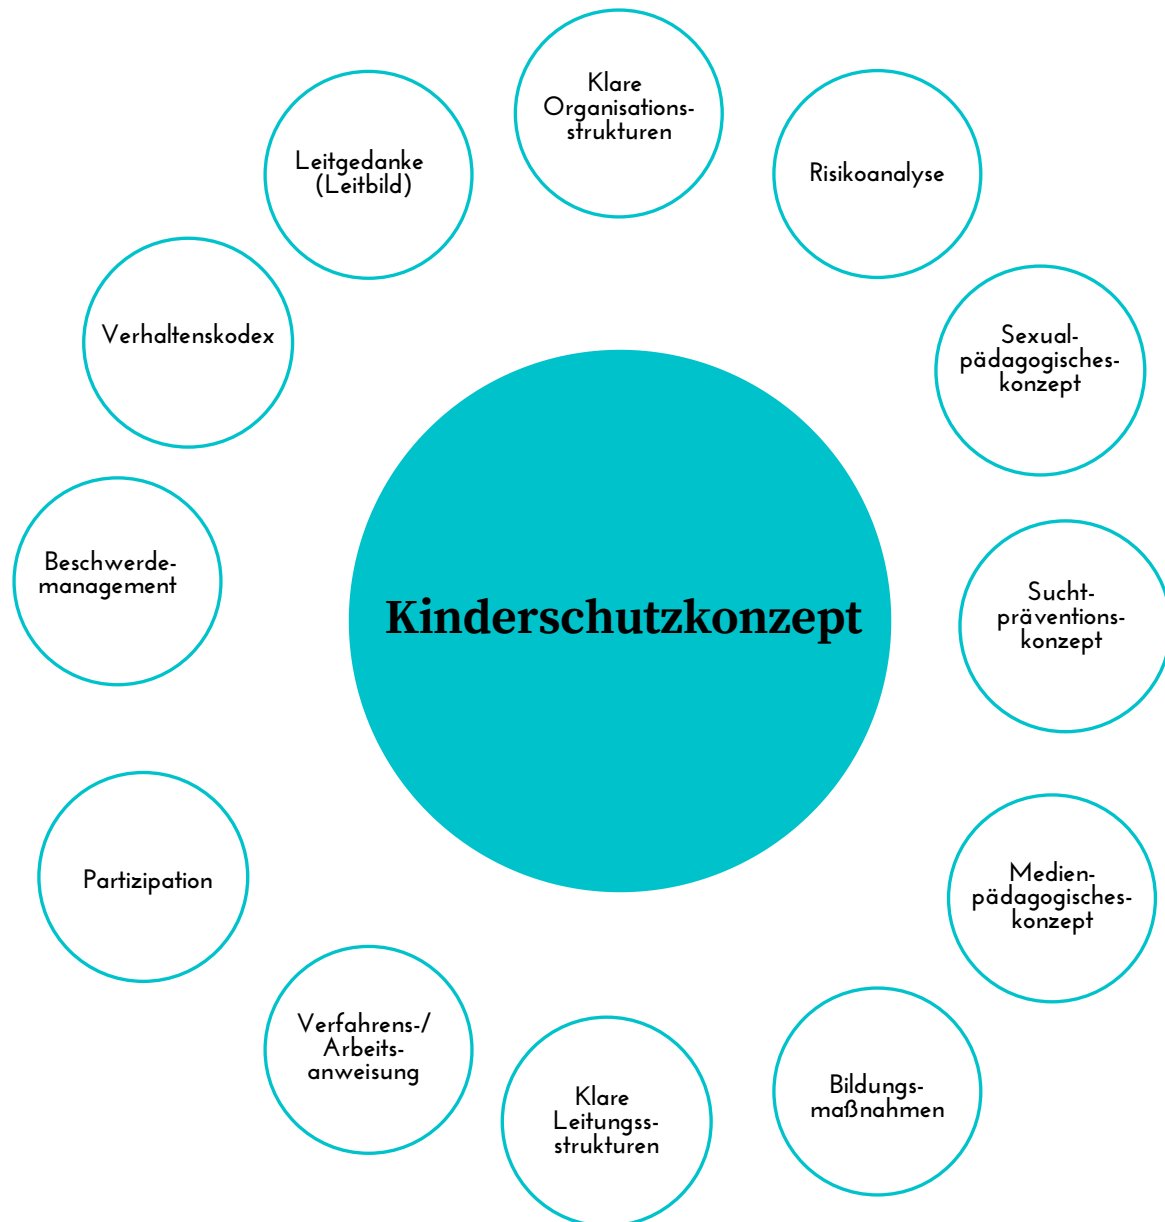 Klare
Organisations-
strukturen
Leitgedanke
(Leitbild)
Risikoanalyse
Verhaltenskodex
Sexual-
pädagogisches-
konzept
Beschwerde-
management
Kinderschutzkonzept
Sucht-
präventions-
konzept
Partizipation
Medien-
pädagogisches-
konzept
Verfahrens-/
Arbeits-
anweisung
Klare
Leitungss-
strukturen
Bildungs-
maßnahmen